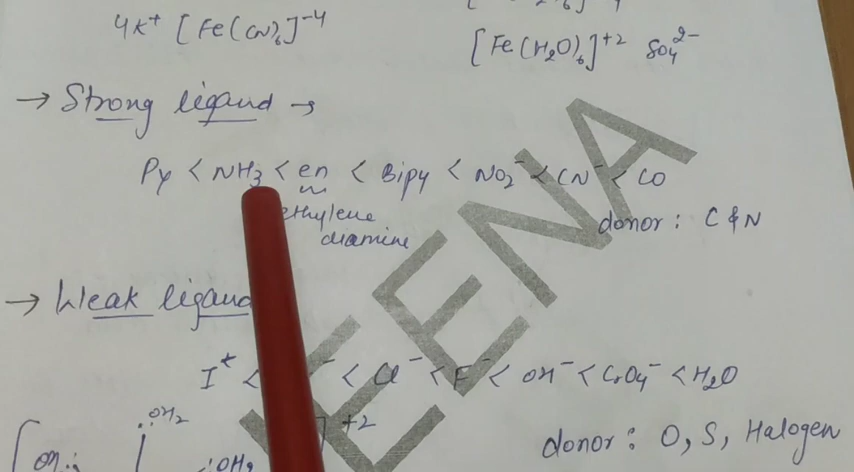 4K⁺ [Fe(CN)₆]⁻⁴
[Fe(H₂O)₆]⁺² SO₄²⁻
→ Strong ligand →
Py < NH₃ < en < Bipy < NO₂⁻ < CN⁻ < CO
ethylene
diamine
donor : C & N
→ Weak ligand
I⁻ < ⁻ < Cl⁻ < F⁻ < OH⁻ < C₂O₄⁻ < H₂O
OH₂
+2
:OH₂
donor : O, S, Halogen
EENA